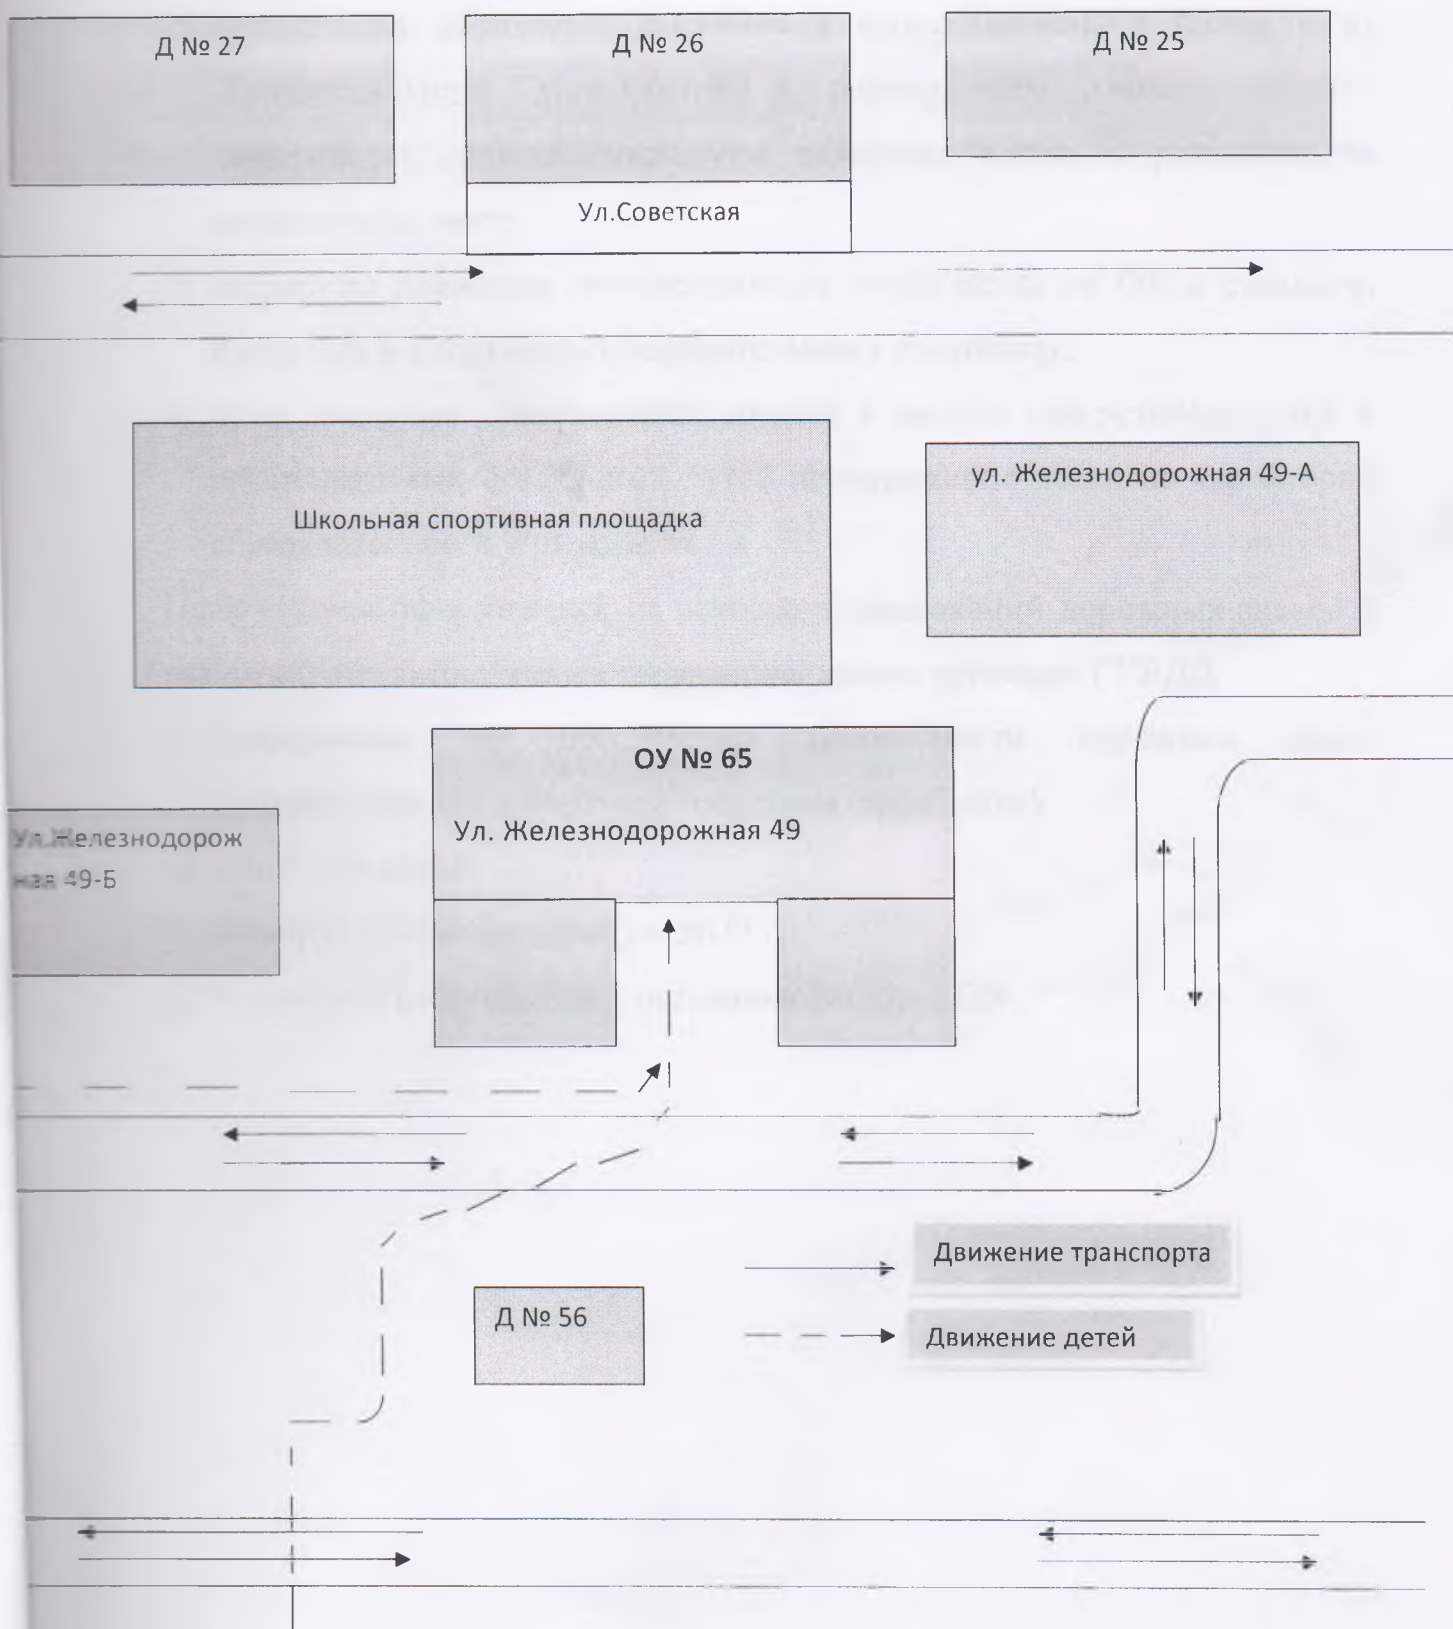 Д № 27
Д № 26
Д № 25
Ул.Советская
Школьная спортивная площадка
ул. Железнодорожная 49-А
ОУ № 65
Ул. Железнодорожная 49
Ул.Железнодорож
ная 49-Б
Движение транспорта
Д № 56
Движение детей